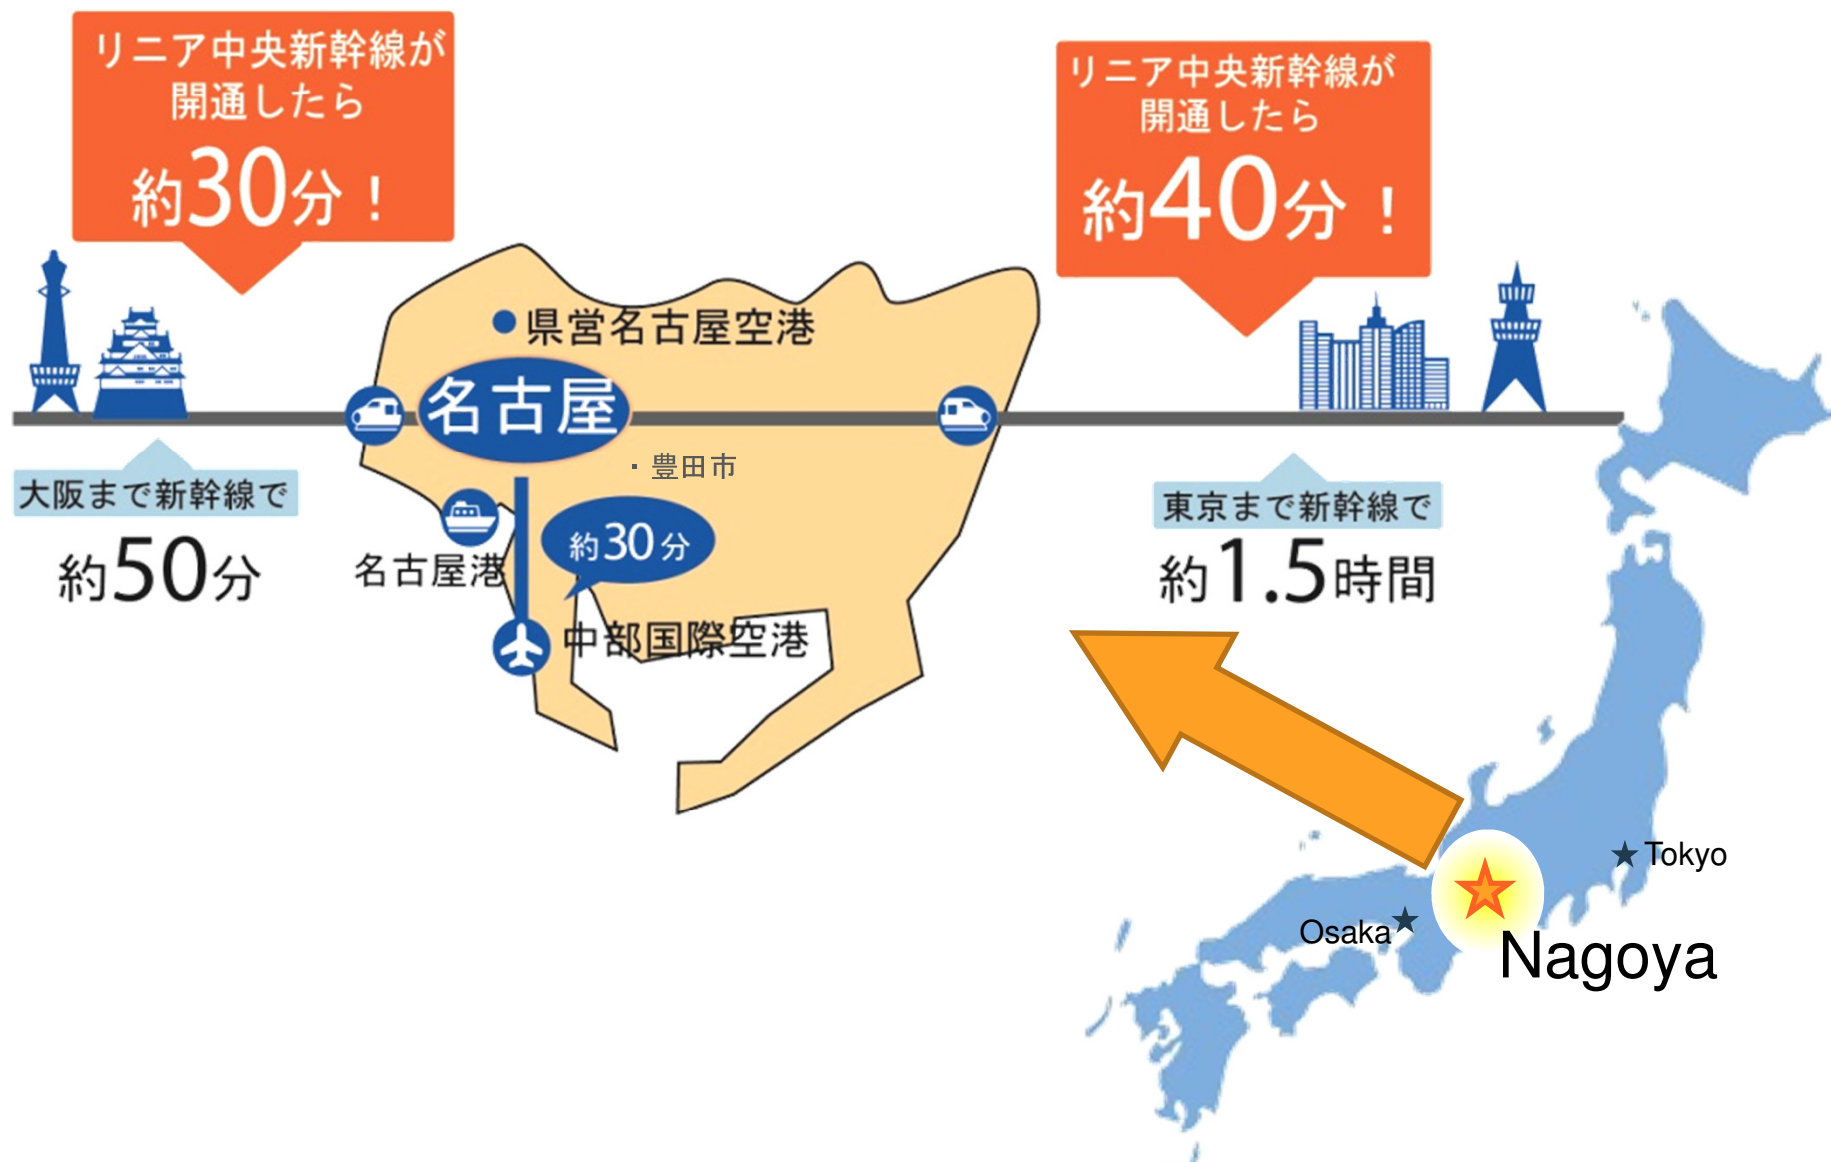 リニア中央新幹線が
開通したら
約30分！
リニア中央新幹線が
開通したら
約40分！
県営名古屋空港
名古屋
・豊田市
大阪まで新幹線で
約50分
東京まで新幹線で
約1.5時間
約30分
名古屋港
中部国際空港
Tokyo
Osaka
Nagoya